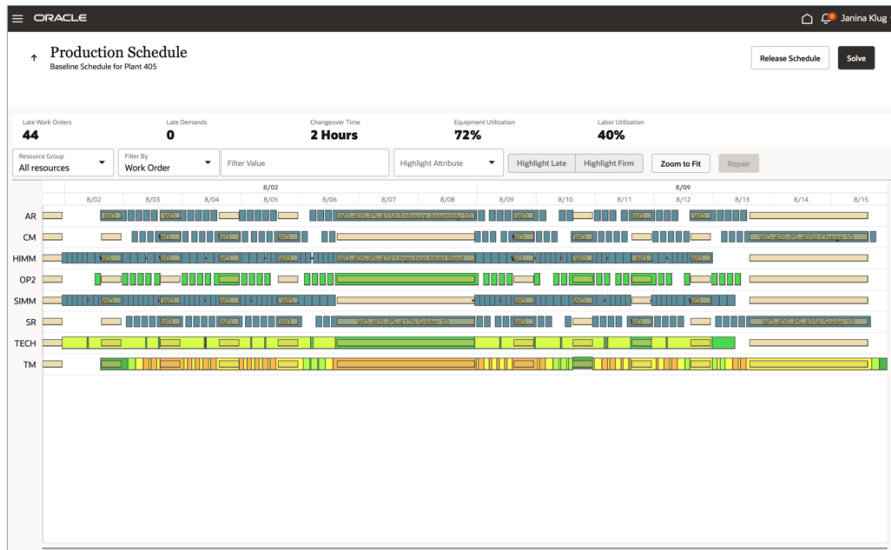 ORACLE
0
Janina Klug
Production Schedule
Baseline Schedule for Plant 405
Release Schedule
Solve
Late Work Orders
Late Demands
Changeover Time
Equipment Utilization
Labor Utilization
44
0
2 Hours
72%
40%
Resource Group
All resources
Filter By
Work Order
Filter Value
Highlight Attribute
Highlight Late
Highlight Firm
Zoom to Fit
Repair
8/02
8/09
8/02
8/03
8/04
8/05
8/06
8/07
8/08
8/09
8/10
8/11
8/12
8/13
8/14
8/15
AR
CM
HIMM
OP2
SIMM
SR
TECH
TM